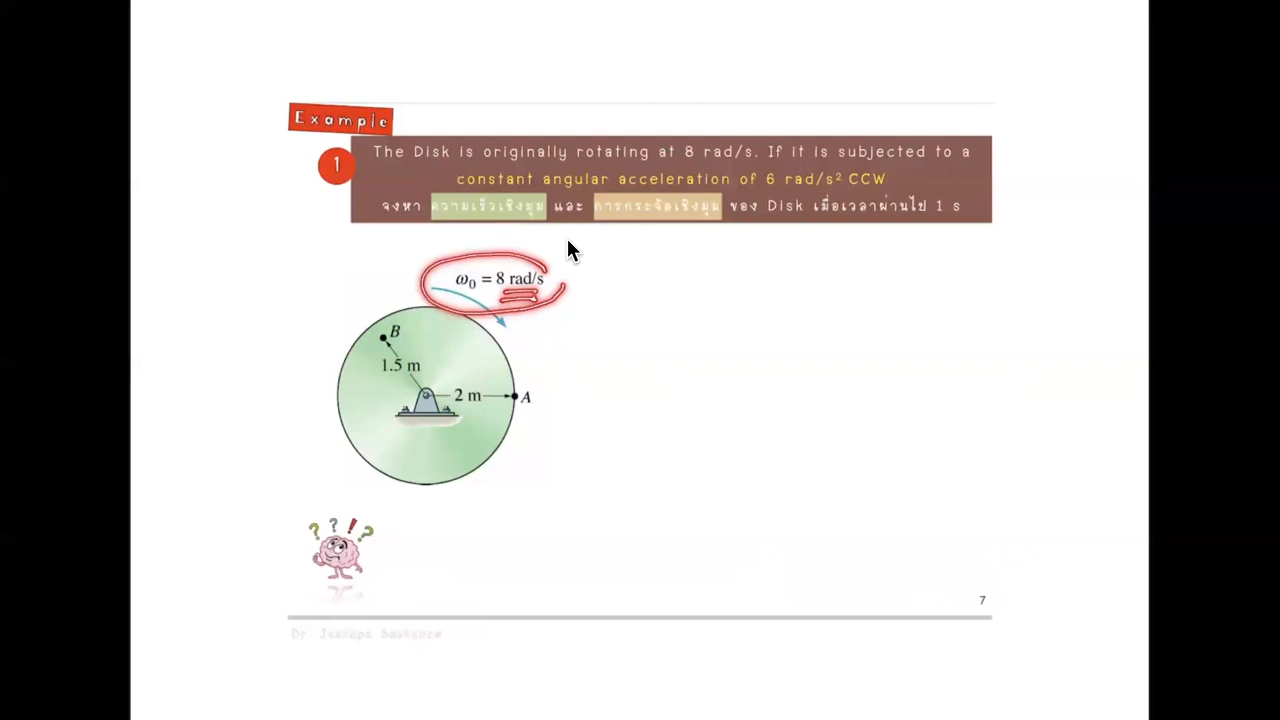 Example
1
The Disk is originally rotating at 8 rad/s. If it is subjected to a
constant angular acceleration of 6 rad/s² CCW
จงหา ความเร็วเชิงมุม และ การกระจัดเชิงมุม ของ Disk เมื่อเวลาผ่านไป 1 s
ω₀ = 8 rad/s
B
1.5 m
2 m
A
? ? ! ?
7
Dr.